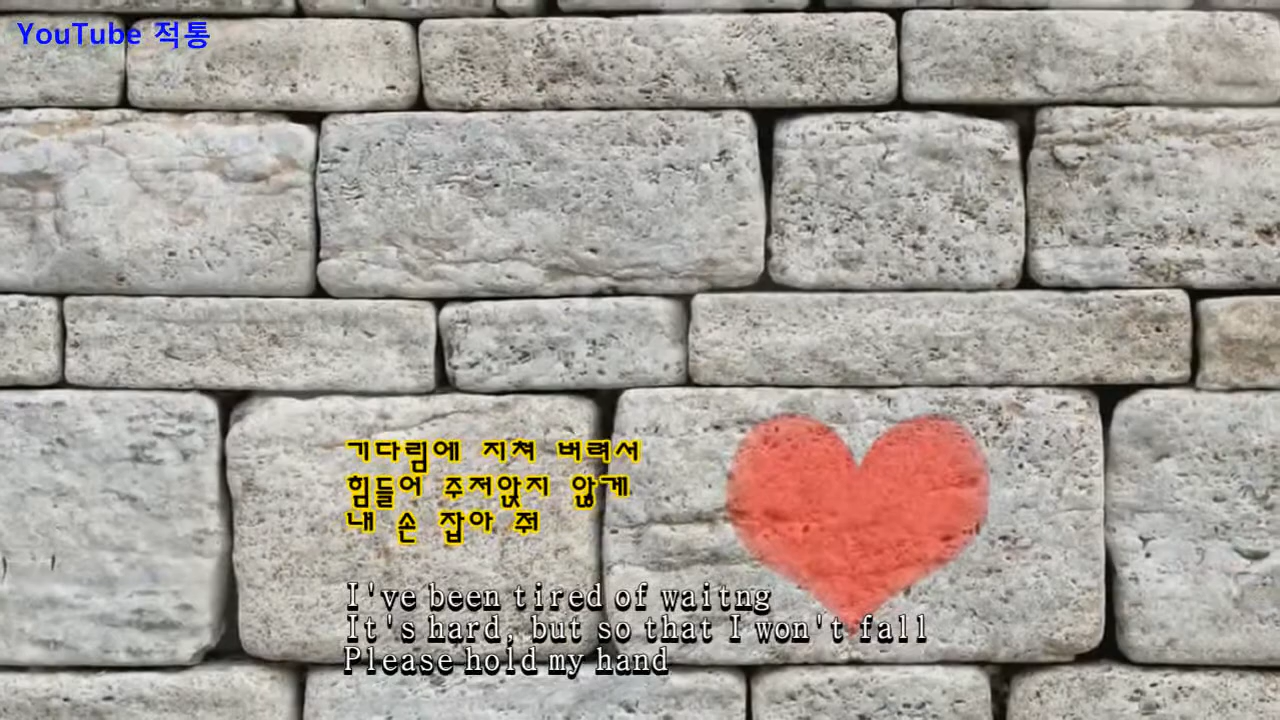 YouTube 적통
기다림에 지쳐 버려서
힘들어 주저앉지 않게
내 손 잡아 줘
I've been tired of waitng
It's hard, but so that I won't fall
Please hold my hand